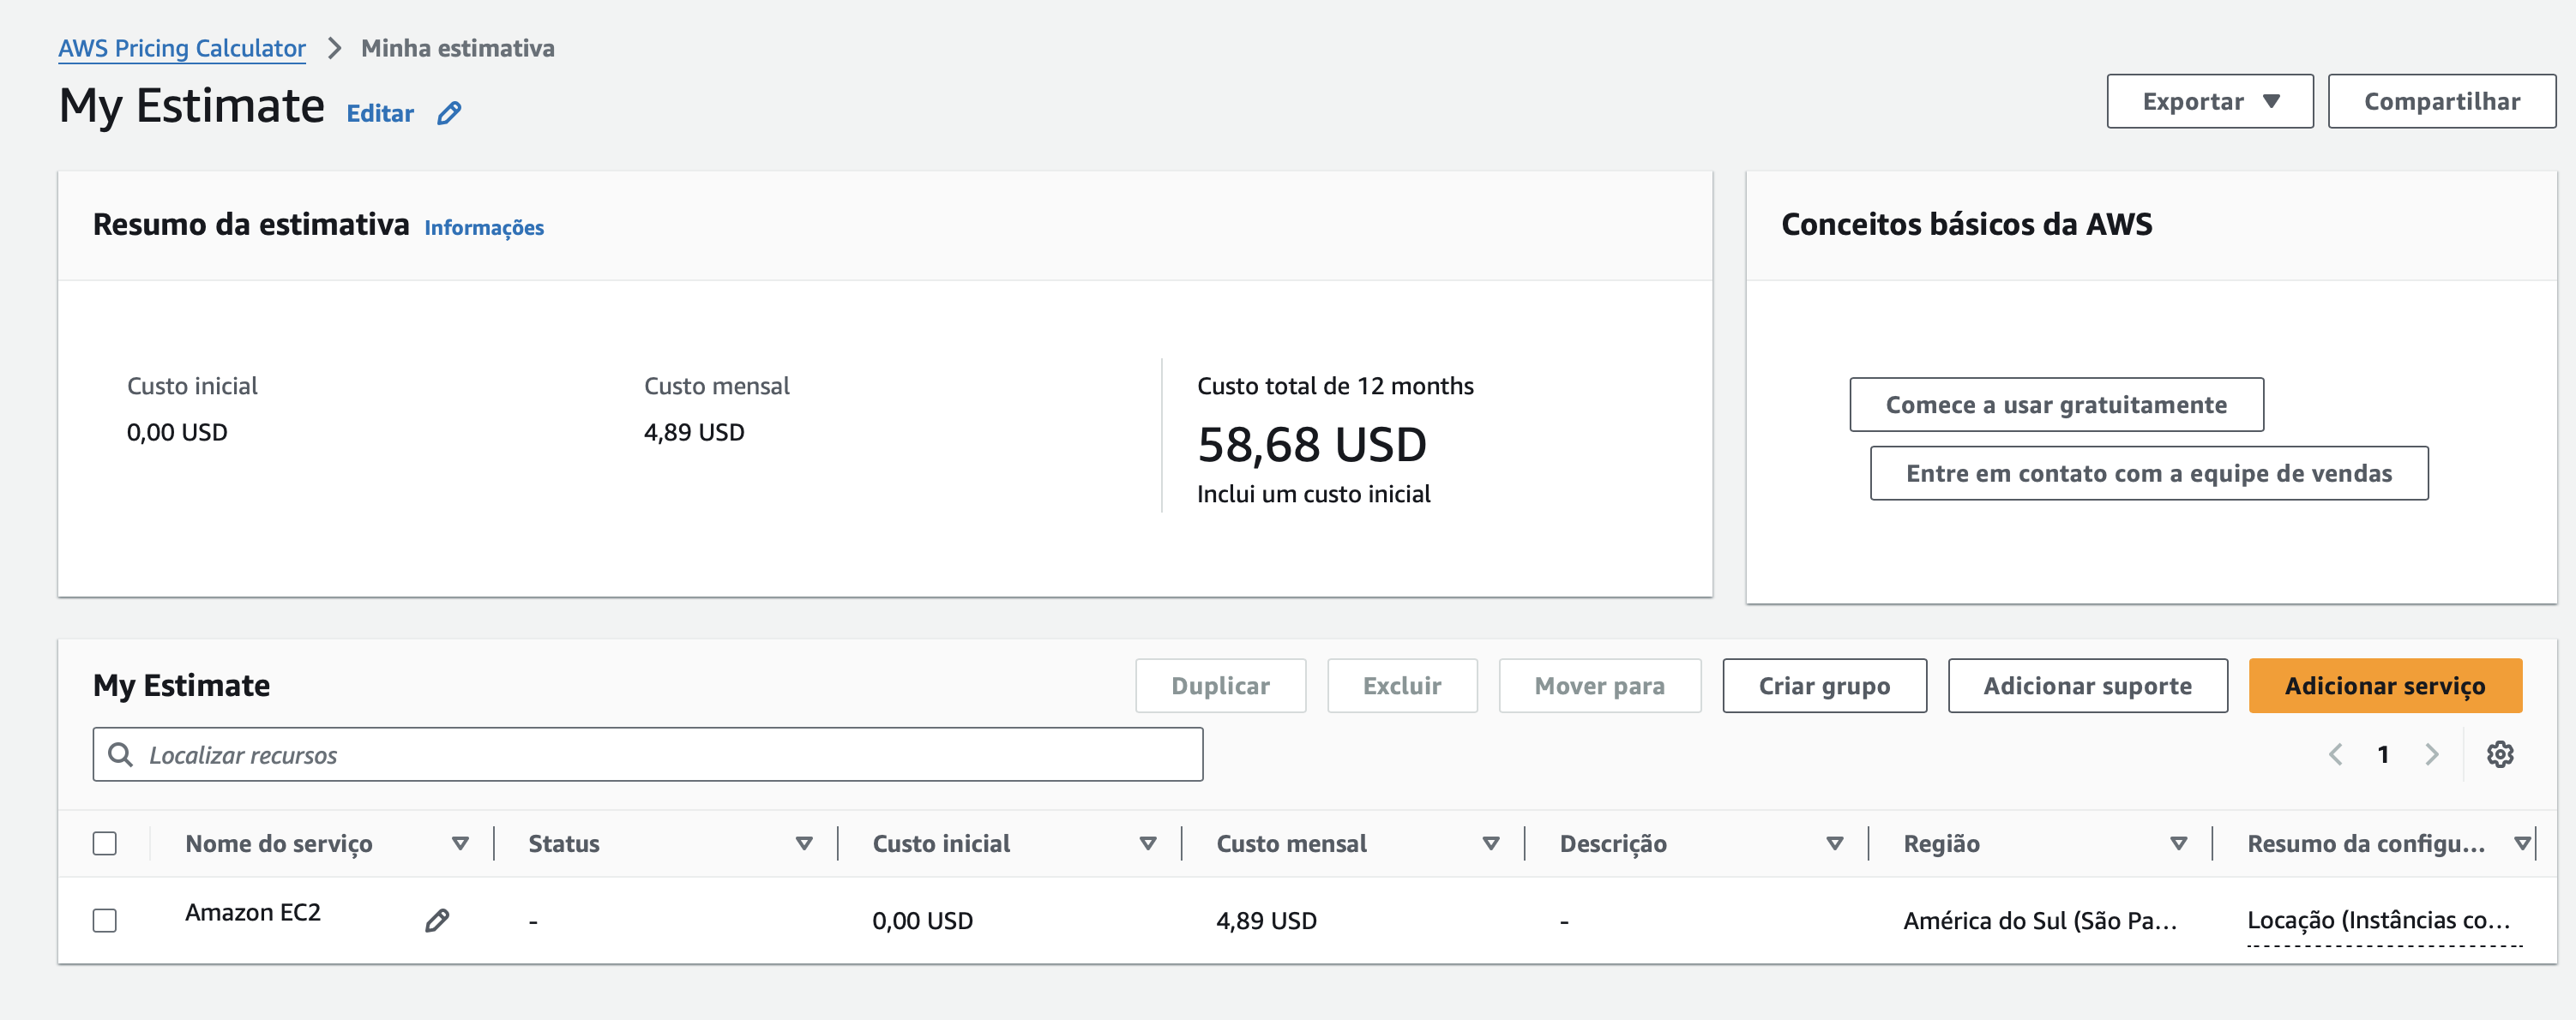 AWS Pricing Calculator > Minha estimativa
My Estimate Editar
Exportar Compartilhar
Resumo da estimativa Informações
Custo inicial
0,00 USD
Custo mensal
4,89 USD
Custo total de 12 months
58,68 USD
Inclui um custo inicial
Conceitos básicos da AWS
Comece a usar gratuitamente
Entre em contato com a equipe de vendas
My Estimate
Duplicar Excluir Mover para Criar grupo Adicionar suporte Adicionar serviço
Localizar recursos
1
Nome do serviço Status Custo inicial Custo mensal Descrição Região Resumo da configu...
Amazon EC2 - 0,00 USD 4,89 USD - América do Sul (São Pa... Locação (Instâncias co...